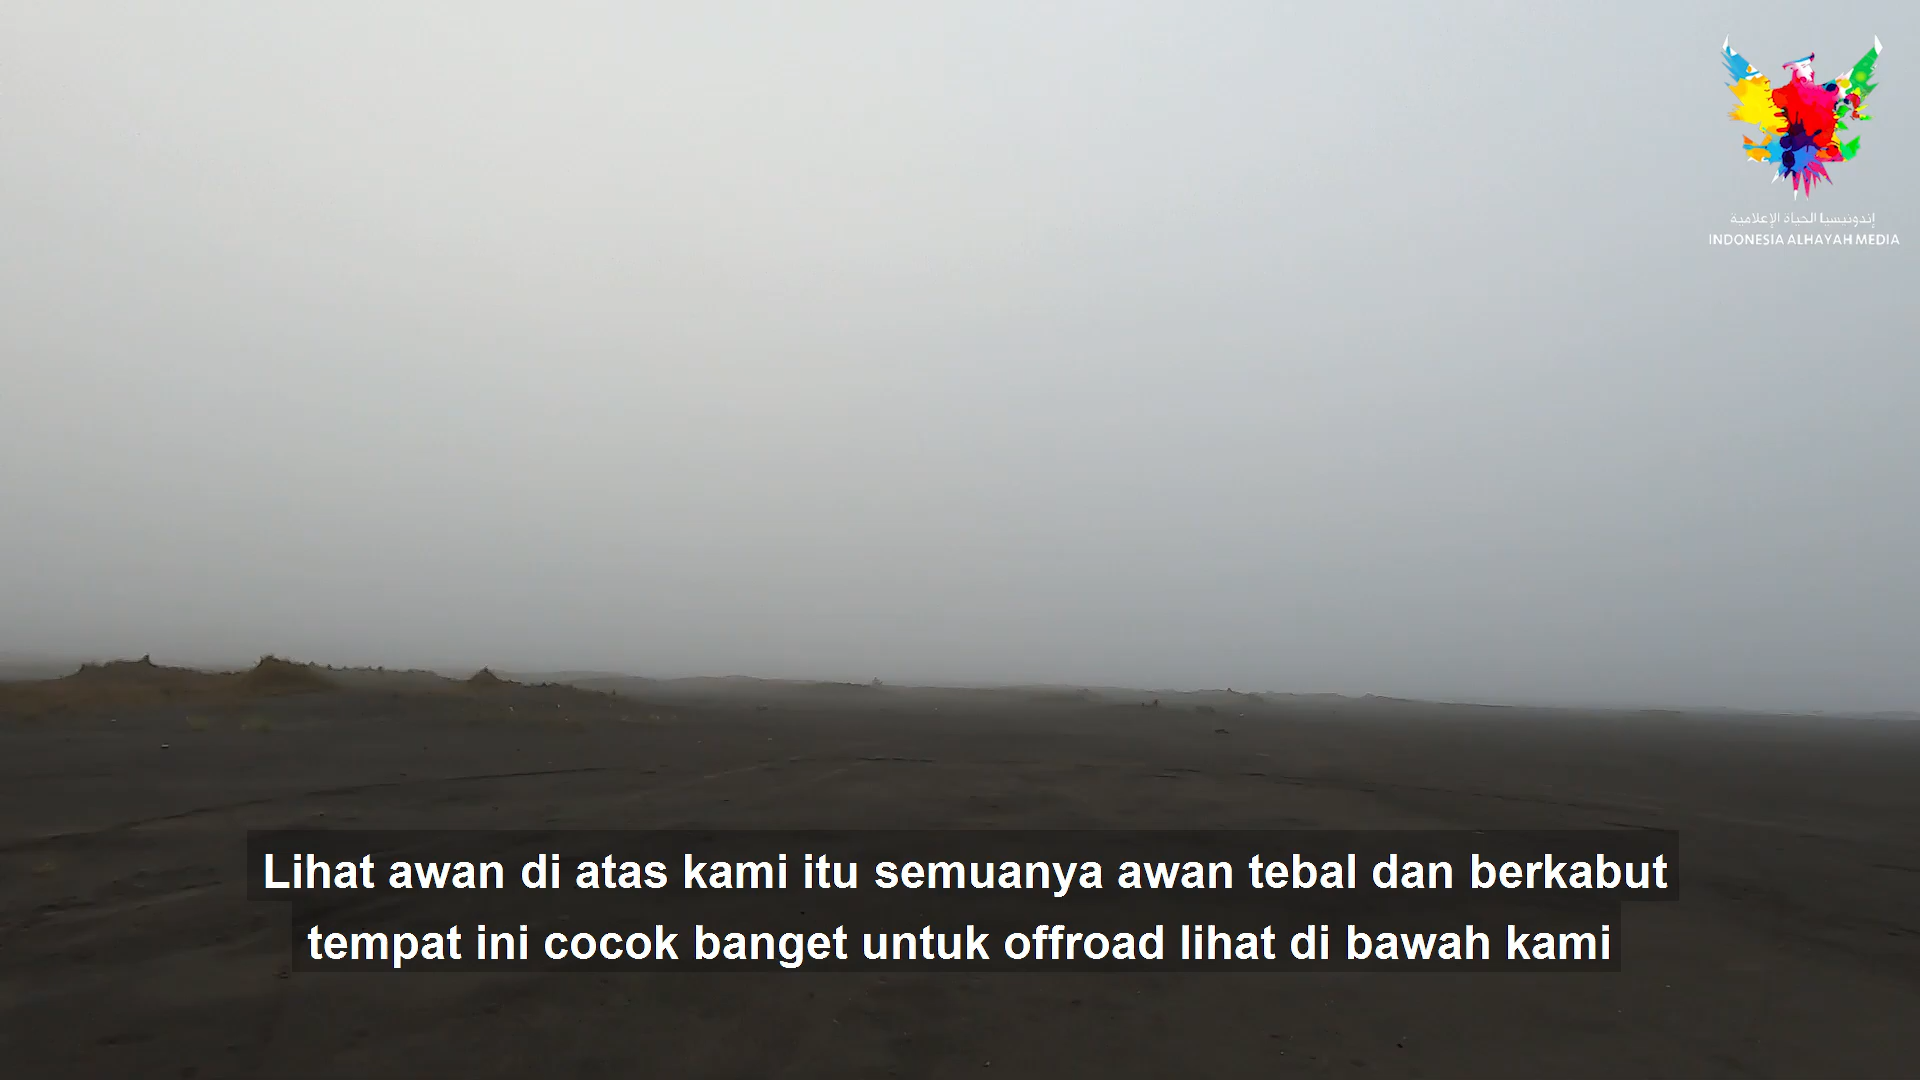 إندونيسيا الحياة الإعلامية
INDONESIA ALHAYAH MEDIA
Lihat awan di atas kami itu semuanya awan tebal dan berkabut
tempat ini cocok banget untuk offroad lihat di bawah kami